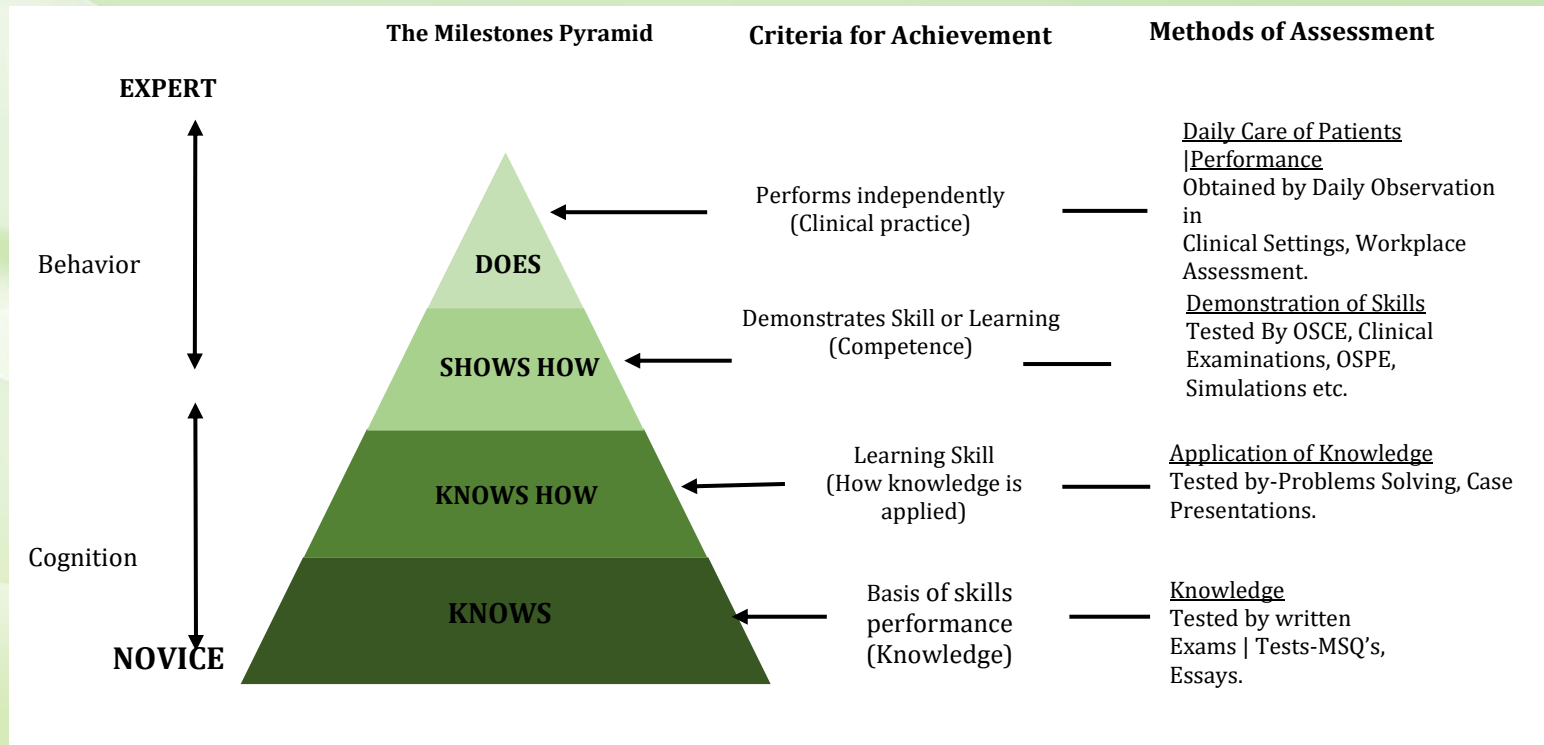 The Milestones Pyramid
Criteria for Achievement
Methods of Assessment
EXPERT
Behavior
Cognition
NOVICE
DOES
Performs independently
(Clinical practice)
Daily Care of Patients
|Performance
Obtained by Daily Observation
in
Clinical Settings, Workplace
Assessment.
SHOWS HOW
Demonstrates Skill or Learning
(Competence)
Demonstration of Skills
Tested By OSCE, Clinical
Examinations, OSPE,
Simulations etc.
KNOWS HOW
Learning Skill
(How knowledge is
applied)
Application of Knowledge
Tested by-Problems Solving, Case
Presentations.
KNOWS
Basis of skills
performance
(Knowledge)
Knowledge
Tested by written
Exams | Tests-MSQ’s,
Essays.